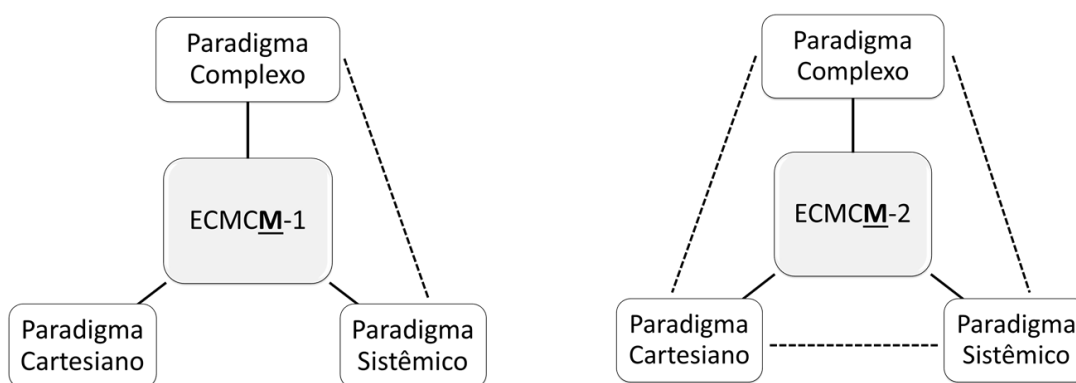 Paradigma
Complexo
ECMCM-1
Paradigma
Cartesiano
Paradigma
Sistêmico
Paradigma
Complexo
ECMCM-2
Paradigma
Cartesiano
Paradigma
Sistêmico